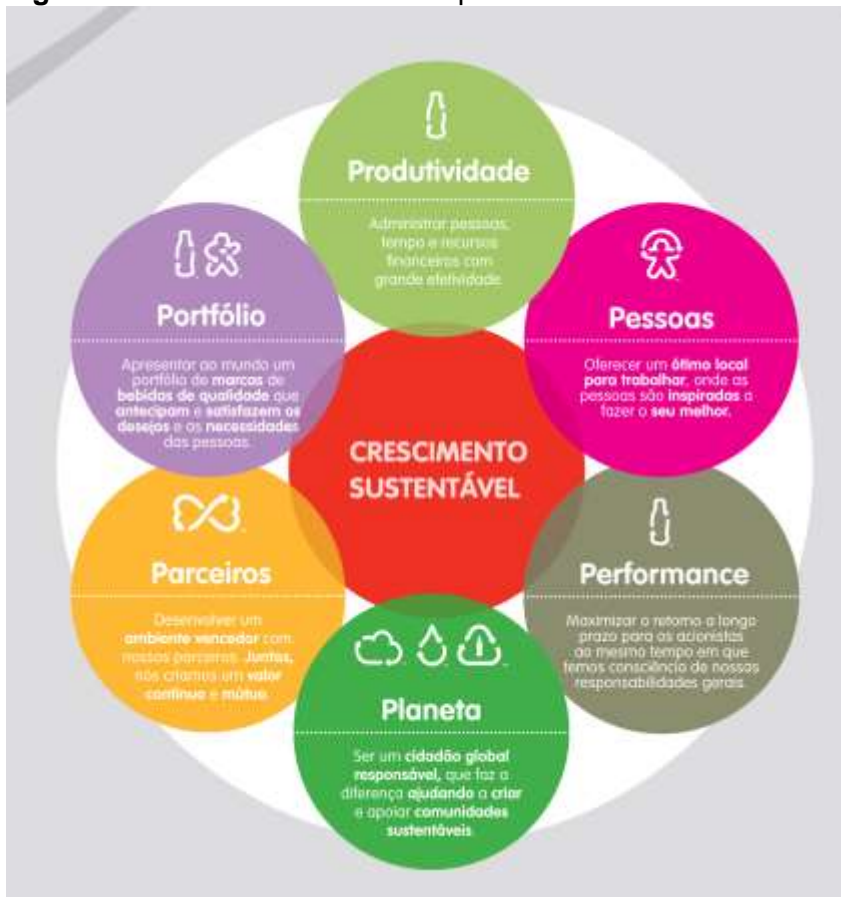 Produtividade
Administrar pessoas,
tempo e recursos
financeiros com
grande efetividade
Pessoas
Oferecer um ótimo local
para trabalhar, onde as
pessoas são inspiradas a
fazer o seu melhor.
Portfólio
Apresentar ao mundo um
portfólio de marcas de
bebidas de qualidade que
antecipam e satisfazem os
desejos e as necessidades
das pessoas.
CRESCIMENTO
SUSTENTÁVEL
Parceiros
Desenvolver um
ambiente vencedor com
nossos parceiros. Juntos,
nós criamos um valor
contínuo e mútuo.
Performance
Maximizar o retorno a longo
prazo para os acionistas
ao mesmo tempo em que
temos consciência de nossas
responsabilidades gerais.
Planeta
Ser um cidadão global
responsável, que faz a
diferença ajudando a criar
e apoiar comunidades
sustentáveis